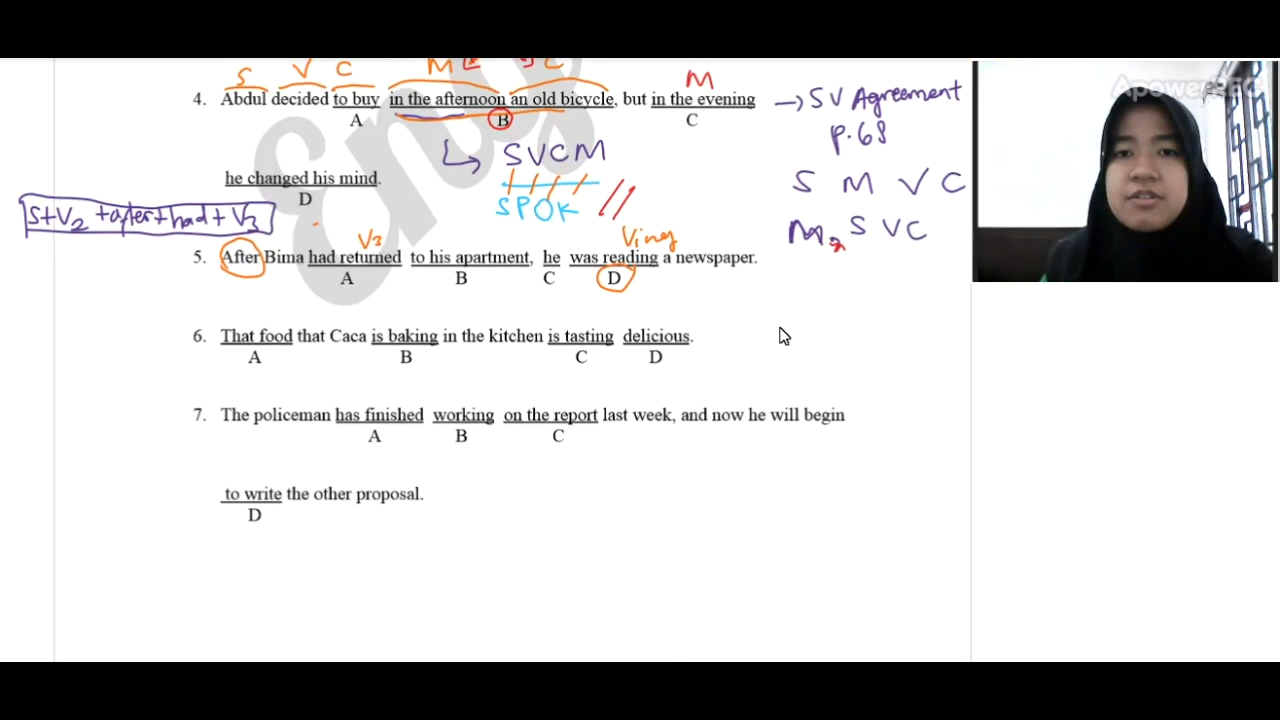 S V C M C M
4. Abdul decided to buy in the afternoon an old bicycle, but in the evening → SV Agreement
A B C p. 68
↳ SVCM S M V C
he changed his mind.
D SPOK // M, S V C
S+V2 +after+had+V3
V3 Ving
5. After Bima had returned to his apartment, he was reading a newspaper.
A B C D
6. That food that Caca is baking in the kitchen is tasting delicious.
A B C D
7. The policeman has finished working on the report last week, and now he will begin
A B C
to write the other proposal.
D